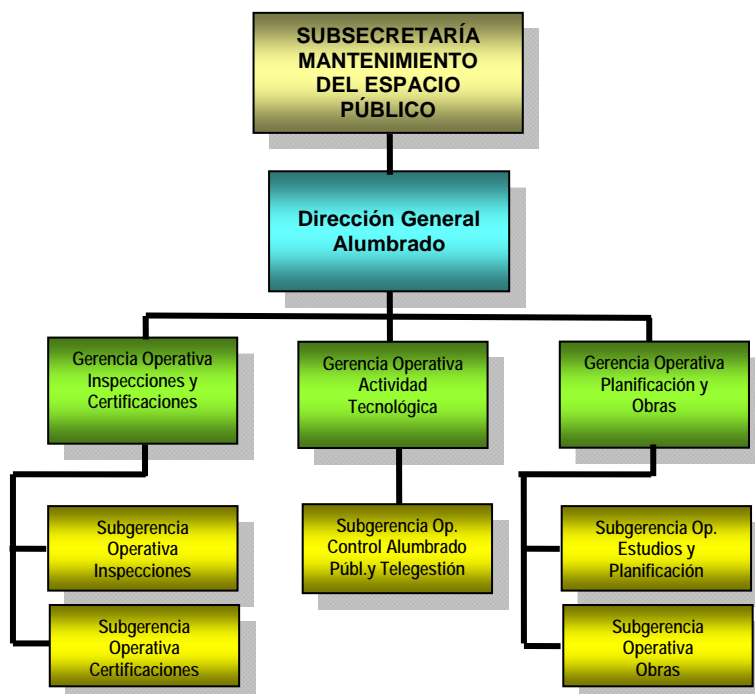 SUBSECRETARÍA
MANTENIMIENTO
DEL ESPACIO
PÚBLICO
Dirección General
Alumbrado
Gerencia Operativa
Inspecciones y
Certificaciones
Gerencia Operativa
Actividad
Tecnológica
Gerencia Operativa
Planificación y
Obras
Subgerencia
Operativa
Inspecciones
Subgerencia Op.
Control Alumbrado
Públ.y Telegestión
Subgerencia Op.
Estudios y
Planificación
Subgerencia
Operativa
Certificaciones
Subgerencia
Operativa
Obras